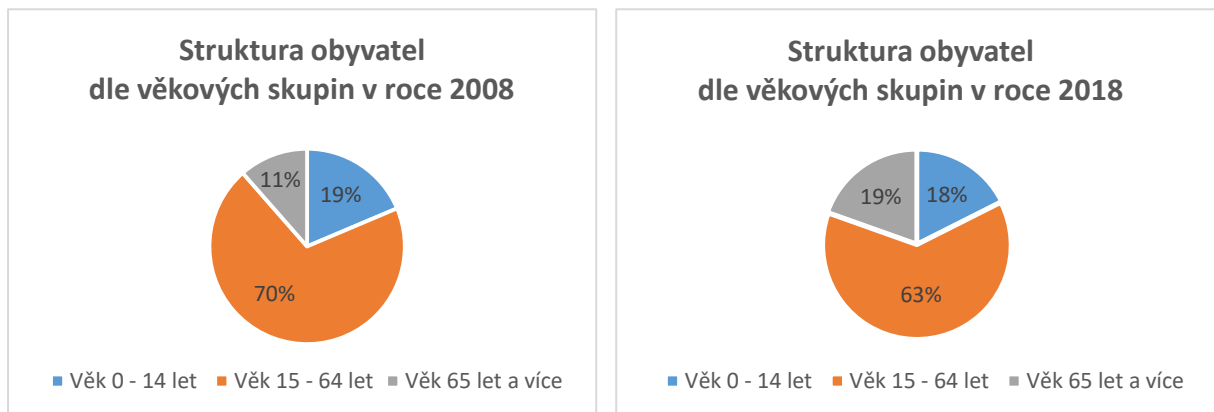 Struktura obyvatel
dle věkových skupin v roce 2008
11%
19%
70%
Věk 0 - 14 let Věk 15 - 64 let Věk 65 let a více
Struktura obyvatel
dle věkových skupin v roce 2018
19%
18%
63%
Věk 0 - 14 let Věk 15 - 64 let Věk 65 let a více